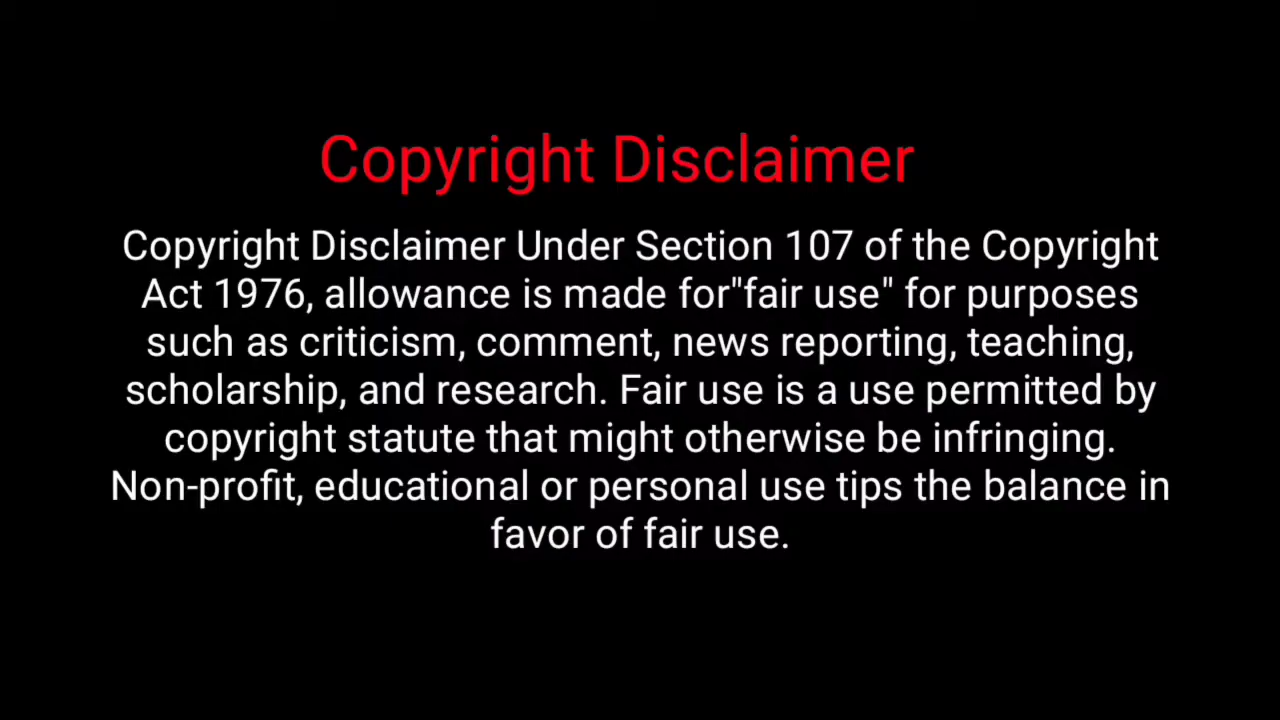 Copyright Disclaimer
Copyright Disclaimer Under Section 107 of the Copyright
Act 1976, allowance is made for"fair use" for purposes
such as criticism, comment, news reporting, teaching,
scholarship, and research. Fair use is a use permitted by
copyright statute that might otherwise be infringing.
Non-profit, educational or personal use tips the balance in
favor of fair use.